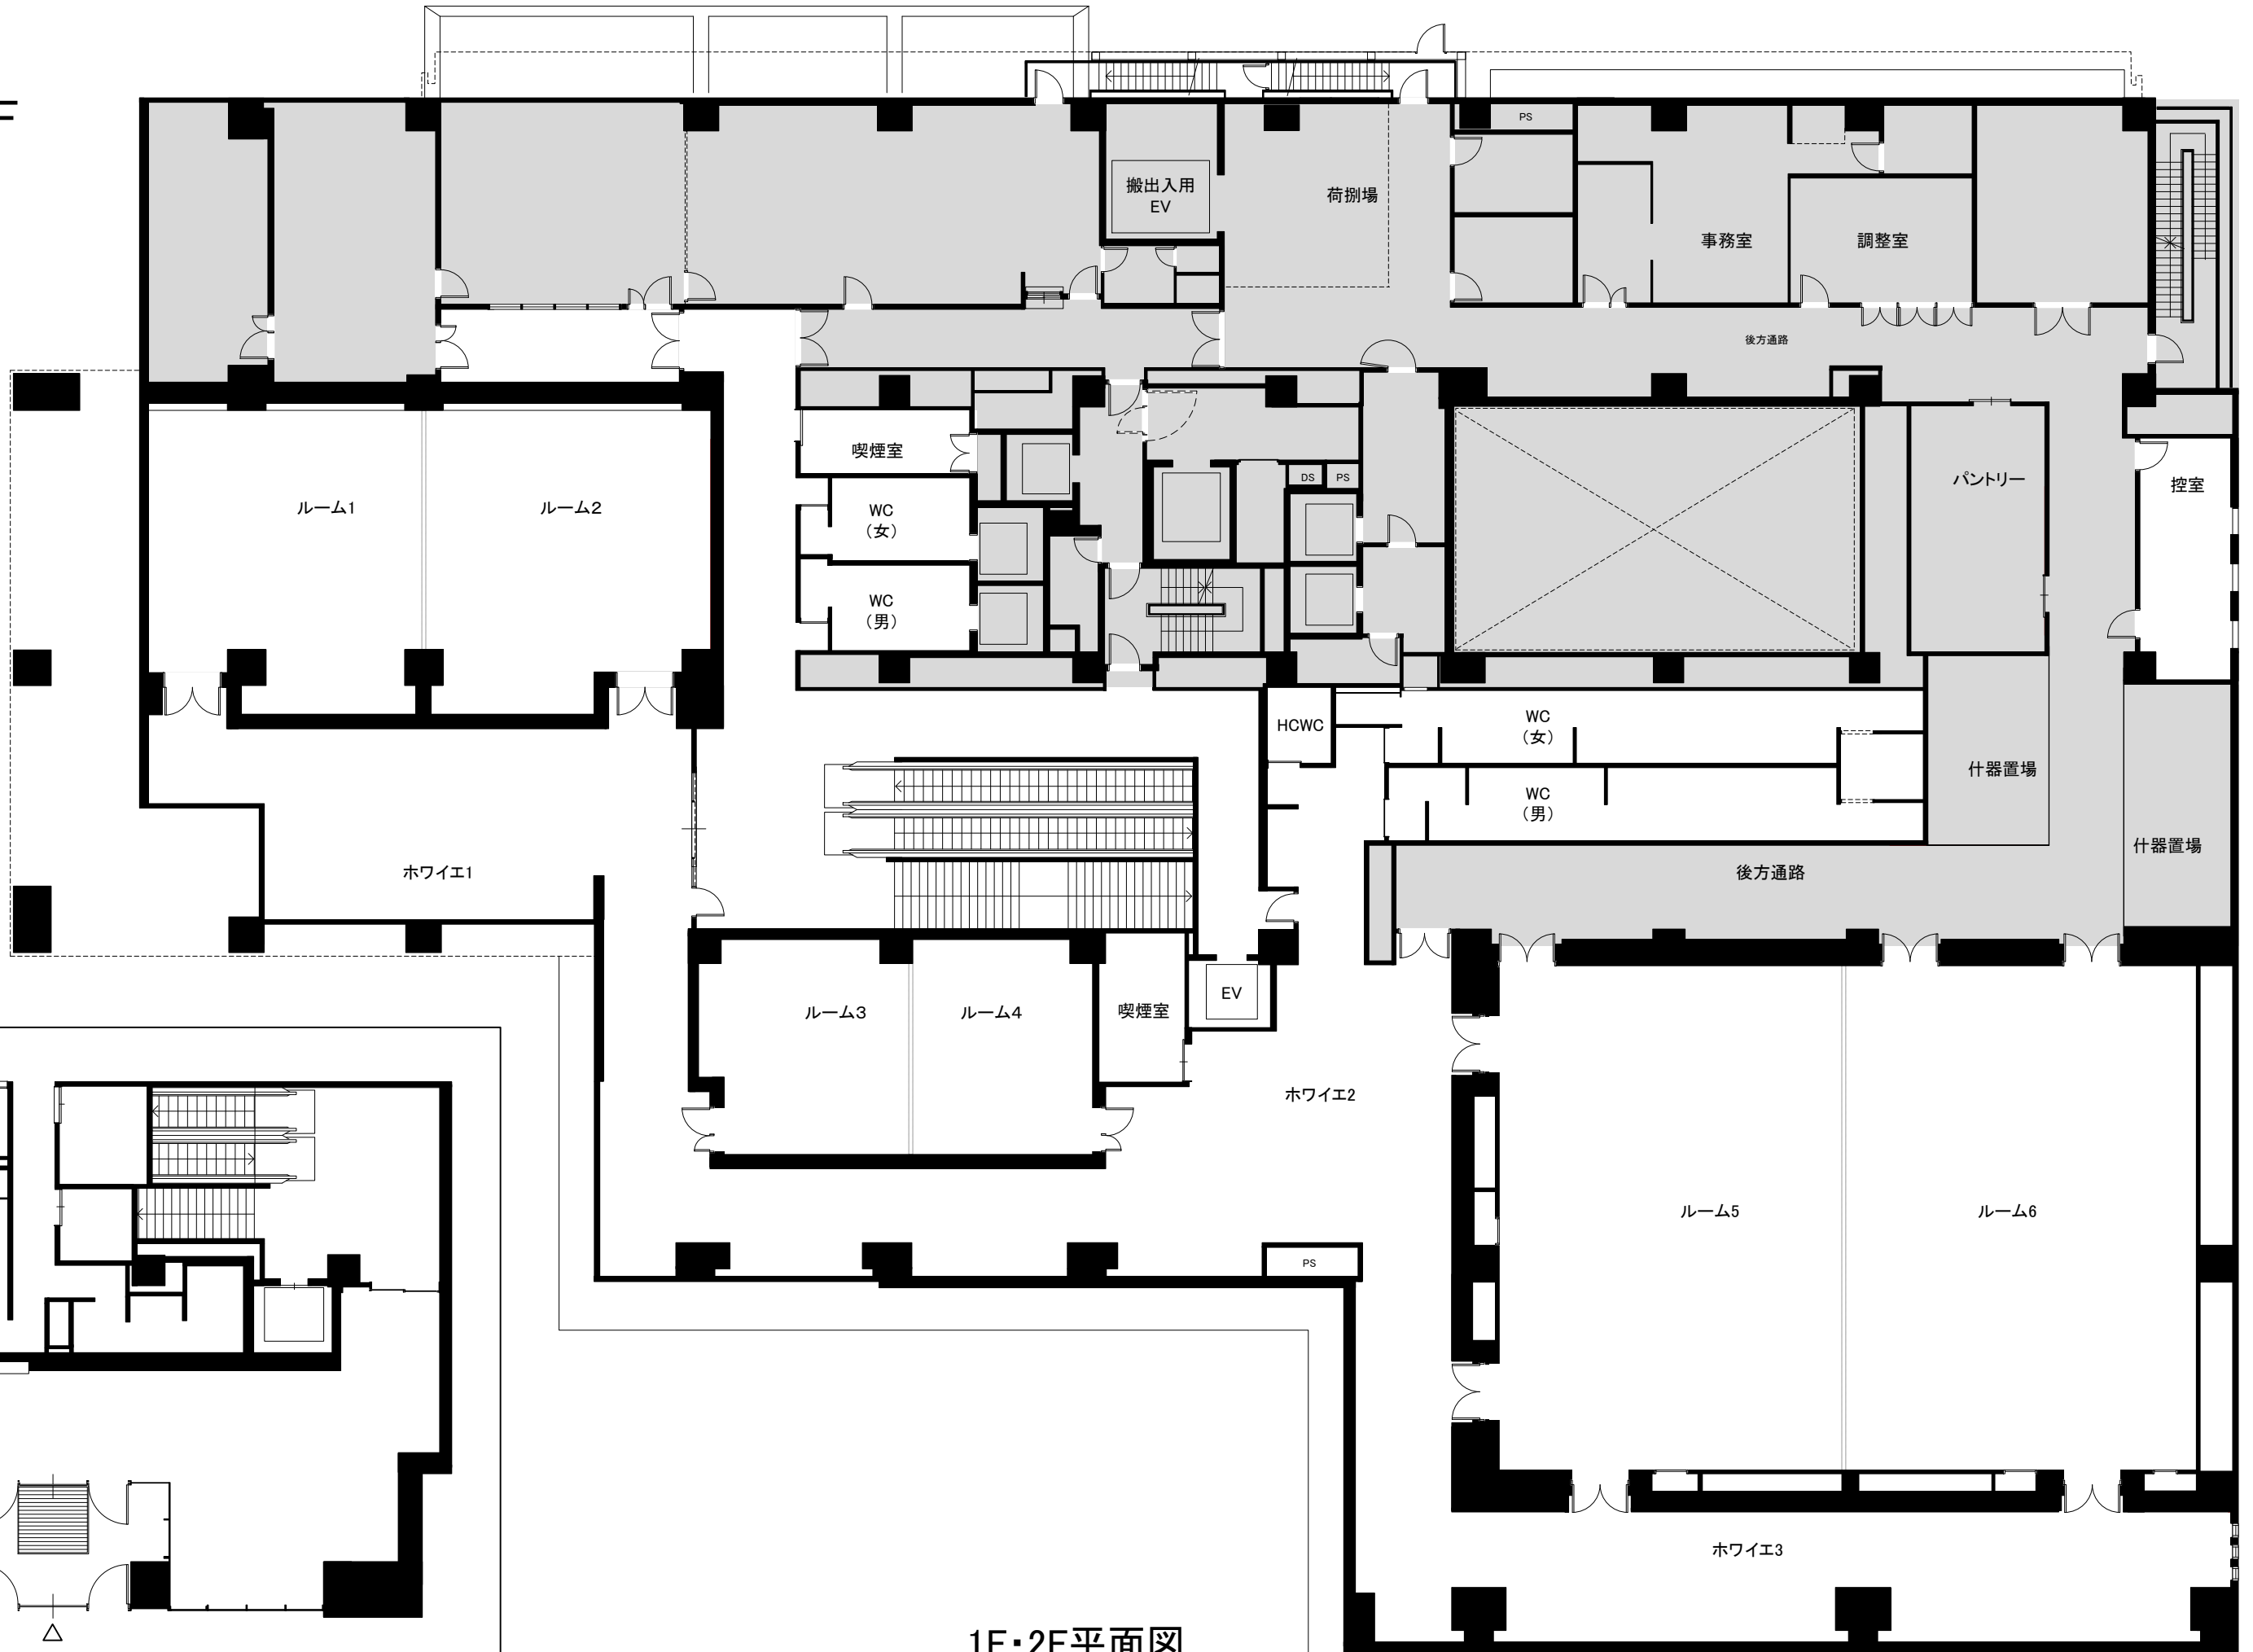 PS
搬出入用
EV
荷捌場
事務室
調整室
後方通路
喫煙室
DS
PS
パントリー
控室
ルーム1
ルーム2
WC
(女)
WC
(男)
HCWC
WC
(女)
什器置場
WC
(男)
什器置場
ホワイエ1
後方通路
ルーム3
ルーム4
喫煙室
EV
ホワイエ2
ルーム5
ルーム6
PS
ホワイエ3
1F・2F平面図